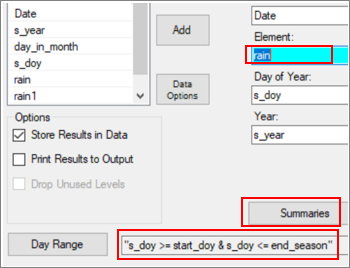 Date
s_year
day_in_month
s_doy
rain
rain1
Add
Data
Options
Date
Element:
rain
Day of Year:
s_doy
Year:
s_year
Options
Store Results in Data
Print Results to Output
Drop Unused Levels
Summaries
Day Range
"s_doy >= start_doy & s_doy <= end_season"